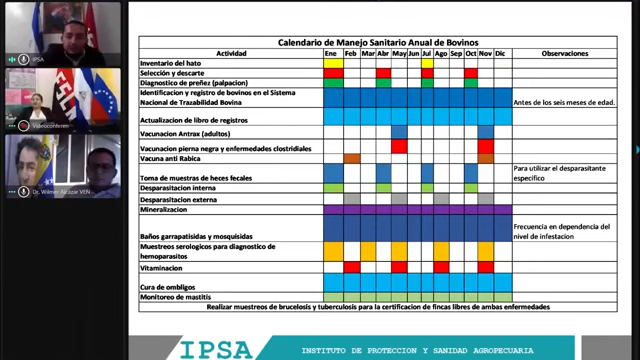 IPSA
Videoconferen
Dr. Wilmer Alcazar VEN
Calendario de Manejo Sanitario Anual de Bovinos
Actividad Ene Feb Mar Abr May Jun Jul Ago Sep Oct Nov Dic Observaciones
Inventario del hato
Selección y descarte
Diagnostico de preñez (palpacion)
Identificacion y registro de bovinos en el Sistema
Nacional de Trazabilidad Bovina Antes de los seis meses de edad.
Actualizacion de libro de registros
Vacunacion Antrax (adultos)
Vacunacion pierna negra y enfermedades clostridiales
Vacuna anti Rabica
Toma de muestras de heces fecales Para utilizar el desparasitante
especifico
Desparasitacion interna
Desparasitacion externa
Mineralizacion
Baños garrapatisidas y mosquisidas Frecuencia en dependencia del
nivel de infestacion
Muestreos serologicos para diagnostico de
hemoparásitos
Vitaminacion
Cura de ombligos
Monitoreo de mastitis
Realizar muestreos de brucelosis y tuberculosis para la certificacion de fincas libres de ambas enfermedades
IPSA INSTITUTO DE PROTECCION Y SANIDAD AGROPECUARIA